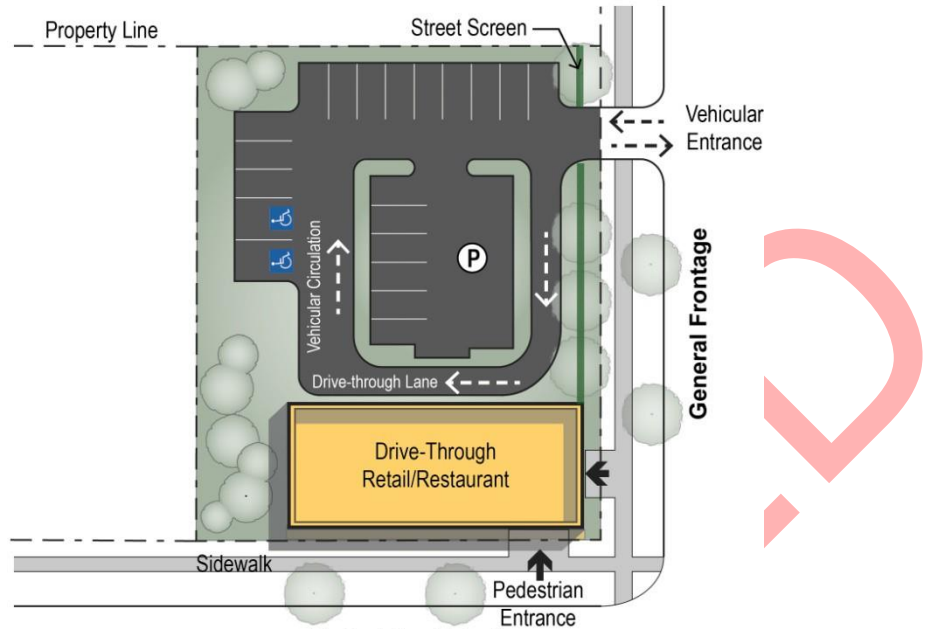 Property Line
Street Screen
Vehicular
Entrance
Vehicular Circulation
P
General Frontage
Drive-through Lane
Drive-Through
Retail/Restaurant
Sidewalk
Pedestrian
Entrance